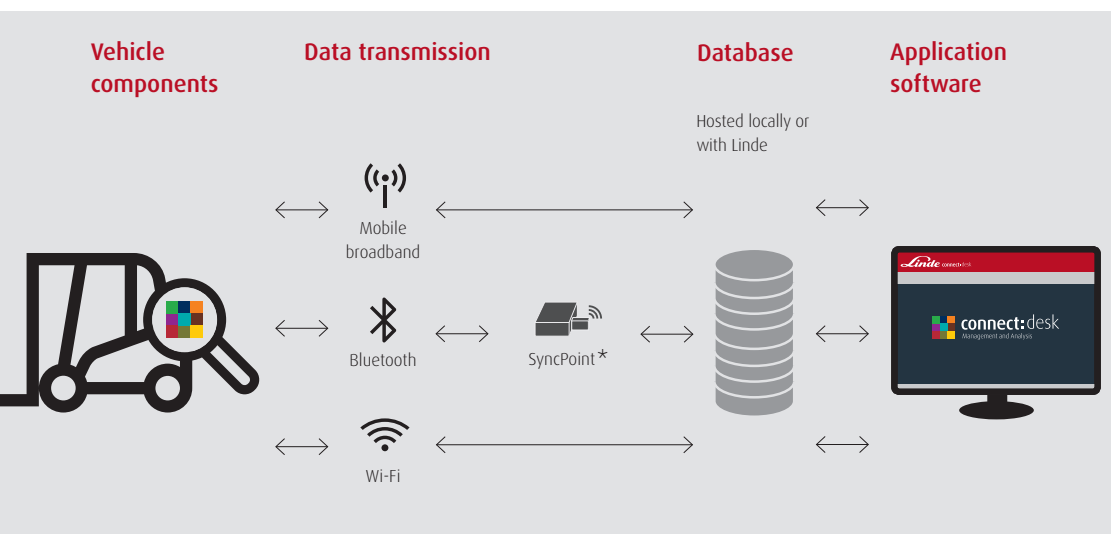 Vehicle
components
Data transmission
Database
Application
software
Hosted locally or
with Linde
Mobile
broadband
Bluetooth
SyncPoint*
Wi-Fi
Linde connect:desk
connect:desk
Management and Analysis